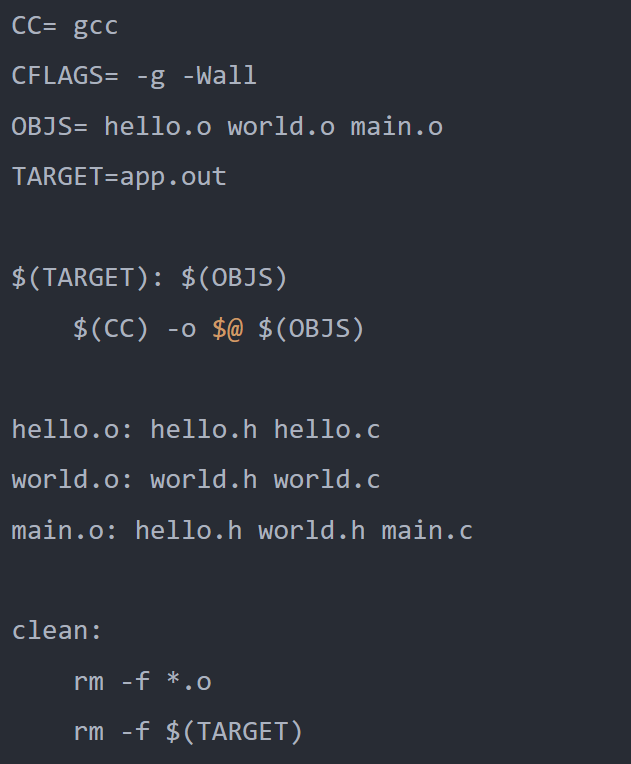 CC= gcc
CFLAGS= -g -Wall
OBJS= hello.o world.o main.o
TARGET=app.out
$(TARGET): $(OBJS)
$(CC) -o $@ $(OBJS)
hello.o: hello.h hello.c
world.o: world.h world.c
main.o: hello.h world.h main.c
clean:
rm -f *.o
rm -f $(TARGET)